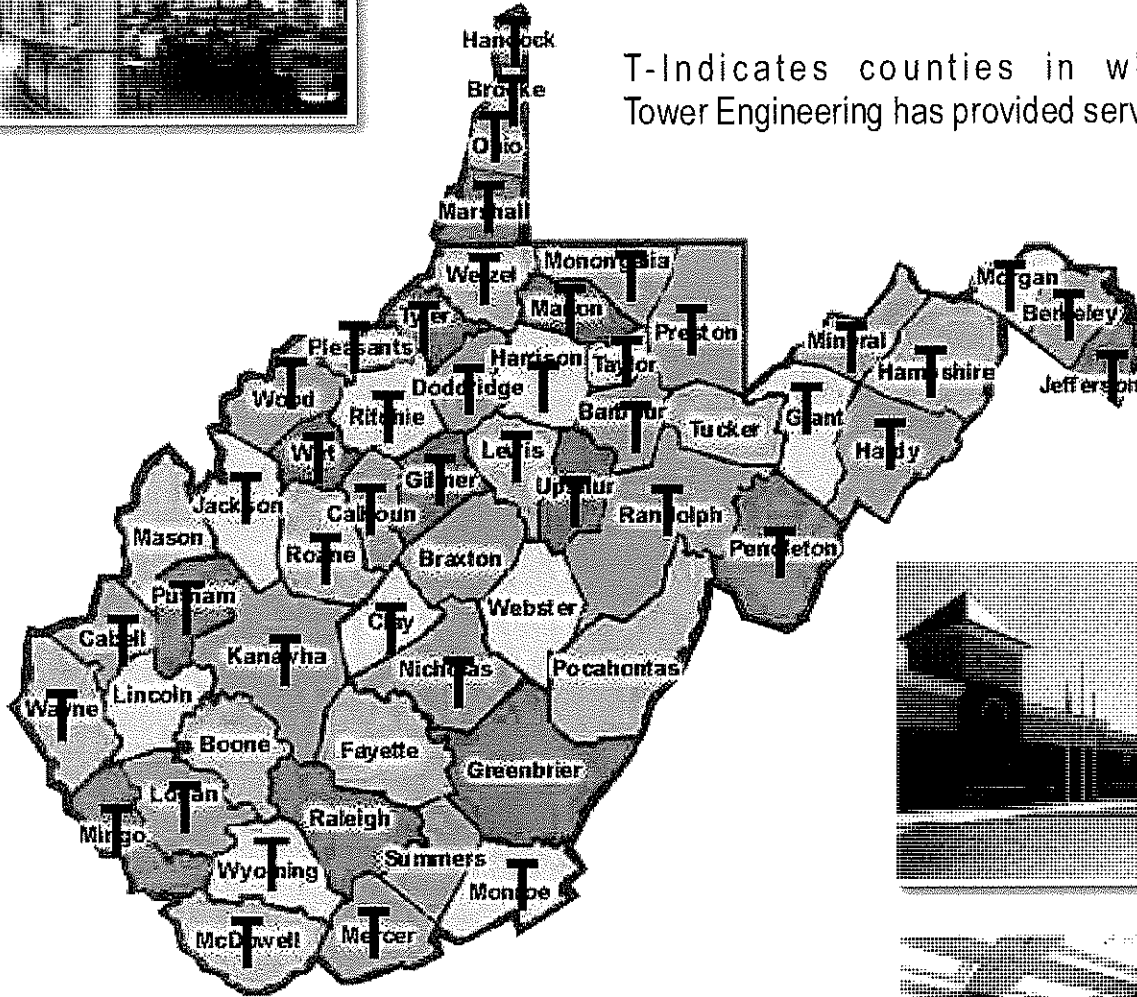 T-Indicates counties in
Tower Engineering has provided
Hancock
Brooke
Ohio
Marshall
Wetzel
Monongalia
Marion
Preston
Tyler
Pleasants
Harrison
Taylor
Doddridge
Wood
Ritchie
Barbour
Tucker
Morgan
Berkeley
Jefferson
Mineral
Hampshire
Grant
Hardy
Wirt
Lewis
Gilmer
Upshur
Jackson
Calhoun
Randolph
Pendleton
Mason
Roane
Braxton
Putnam
Clay
Webster
Cabell
Kanawha
Nicholas
Pocahontas
Wayne
Lincoln
Boone
Fayette
Greenbrier
Logan
Mingo
Raleigh
Wyoming
Summers
Monroe
McDowell
Mercer